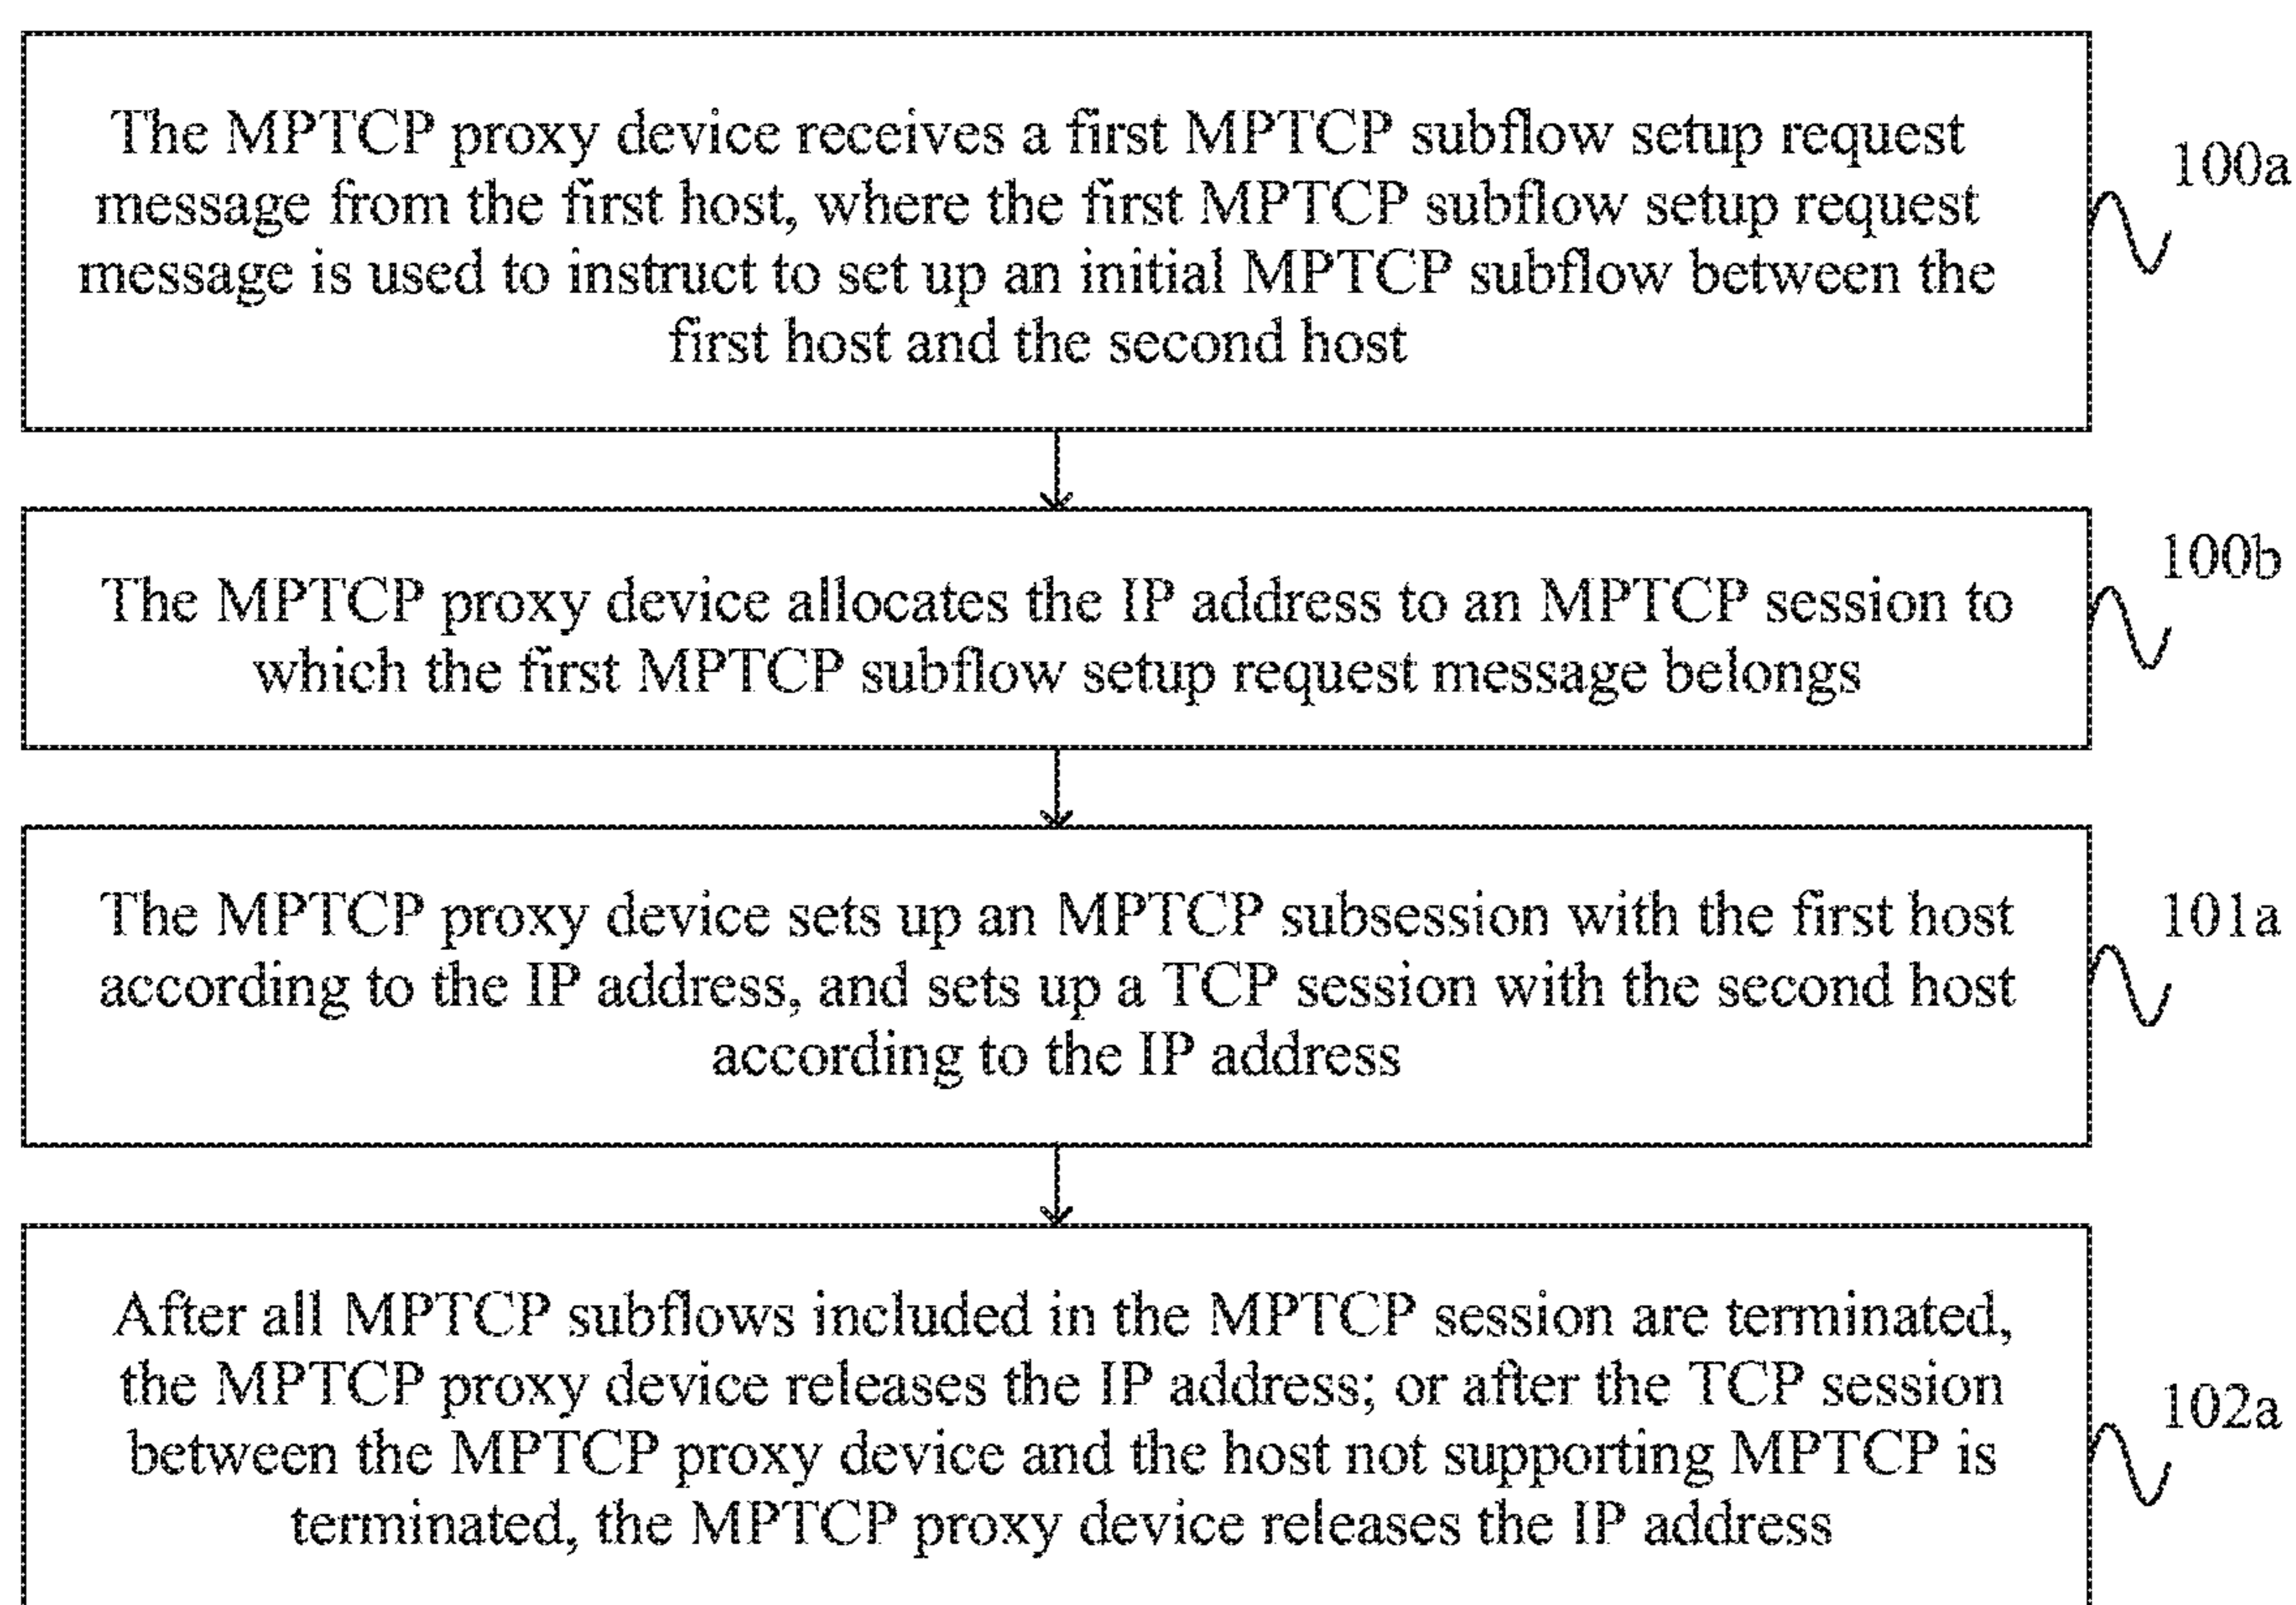 The MPTCP proxy device receives a first MPTCP subflow setup request
message from the first host, where the first MPTCP subflow setup request
message is used to instruct to set up an initial MPTCP subflow between the
first host and the second host
100a
The MPTCP proxy device allocates the IP address to an MPTCP session to
which the first MPTCP subflow setup request message belongs
100b
The MPTCP proxy device sets up an MPTCP subsession with the first host
according to the IP address, and sets up a TCP session with the second host
according to the IP address
101a
After all MPTCP subflows included in the MPTCP session are terminated,
the MPTCP proxy device releases the IP address; or after the TCP session
between the MPTCP proxy device and the host not supporting MPTCP is
terminated, the MPTCP proxy device releases the IP address
102a